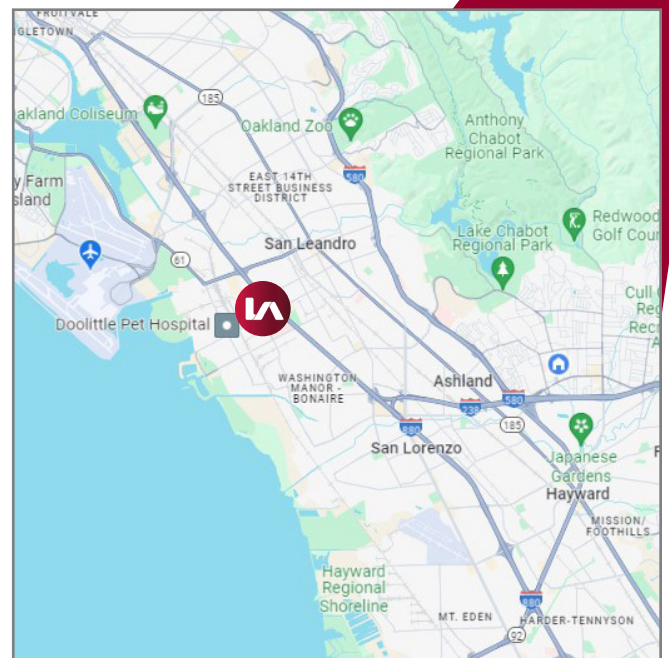 FRUITVALE
GLETOWN
185
akland Coliseum
Oakland Zoo
Anthony
Chabot
Regional Park
580
EAST 14TH
STREET BUSINESS
DISTRICT
y Farm
sland
Redwood
Golf Cour
Lake Chabot
Regional Park
San Leandro
61
Cull
Rec
Recr
A
Doolittle Pet Hospital
WASHINGTON
MANOR -
BONAIRE
Ashland
580
238
185
880
San Lorenzo
Japanese
Gardens
F
Hayward
MISSION/
FOOTHILLS
Hayward
Regional
Shoreline
880
MT. EDEN
HARDER-TENNYSON
92